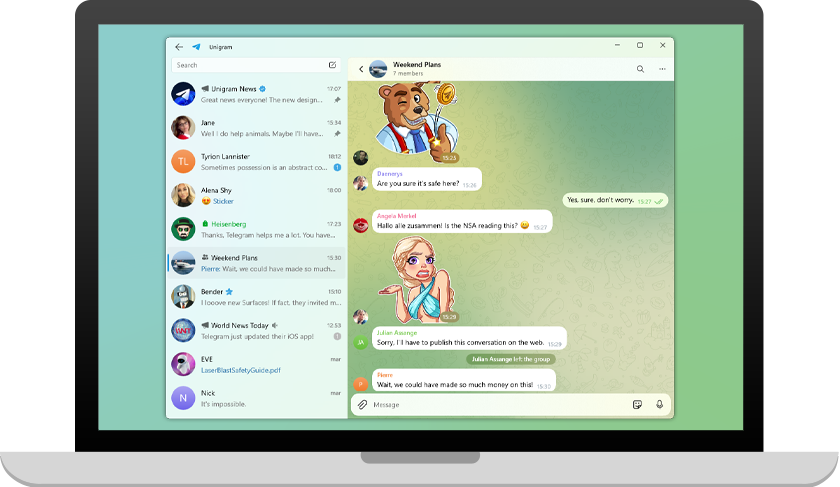 Unigram
Search
Unigram News 17:07
Great news everyone! The new design...
Jane 15:34
Well I do help animals. Maybe I'll have...
TL
Tyrion Lannister 18:12
Sometimes possession is an abstract co... 1
Alena Shy 18:00
Sticker
Heisenberg 17:23
Thanks, Telegram helps me a lot. You have...
Weekend Plans 15:30
Pierre: Wait, we could have made so much...
Bender 15:10
I looove new Surfaces! If fact, they invited m...
World News Today 12:53
Telegram just updated their iOS app! 1
EVE mar
LaserBlastSafetyGuide.pdf
N
Nick mar
It's impossible.
Weekend Plans
7 members
15:23
Daenerys
Are you sure it's safe here? 15:26
Yes, sure, don't worry. 15:27
Angela Merkel
Hallo alle zusammen! Is the NSA reading this? 15:27
15:29
JA
Julian Assange
Sorry, I'll have to publish this conversation on the web. 15:29
Julian Assange left the group
P
Pierre
Wait, we could have made so much money on this! 15:30
Message